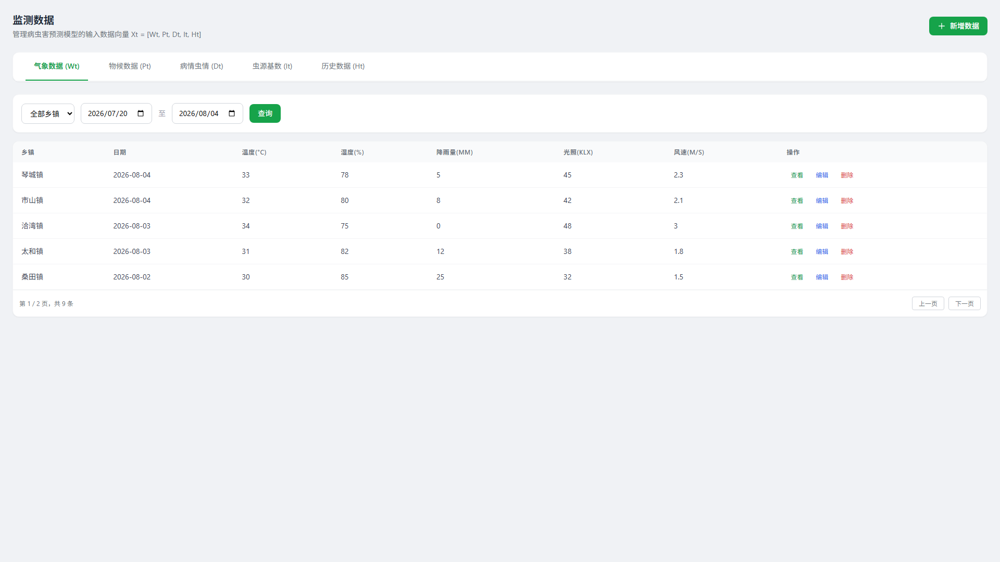 监测数据
管理病虫害预测模型的输入数据向量 Xt = [Wt, Pt, Dt, It, Ht]
新增数据
气象数据 (Wt) 物候数据 (Pt) 病情虫情 (Dt) 虫源基数 (It) 历史数据 (Ht)
全部乡镇 2026/07/20 至 2026/08/04 查询
乡镇 日期 温度(°C) 湿度(%) 降雨量(MM) 光照(KLX) 风速(M/S) 操作
琴城镇 2026-08-04 33 78 5 45 2.3 查看 编辑 删除
市山镇 2026-08-04 32 80 8 42 2.1 查看 编辑 删除
洽湾镇 2026-08-03 34 75 0 48 3 查看 编辑 删除
太和镇 2026-08-03 31 82 12 38 1.8 查看 编辑 删除
桑田镇 2026-08-02 30 85 25 32 1.5 查看 编辑 删除
第 1 / 2 页，共 9 条 上一页 下一页